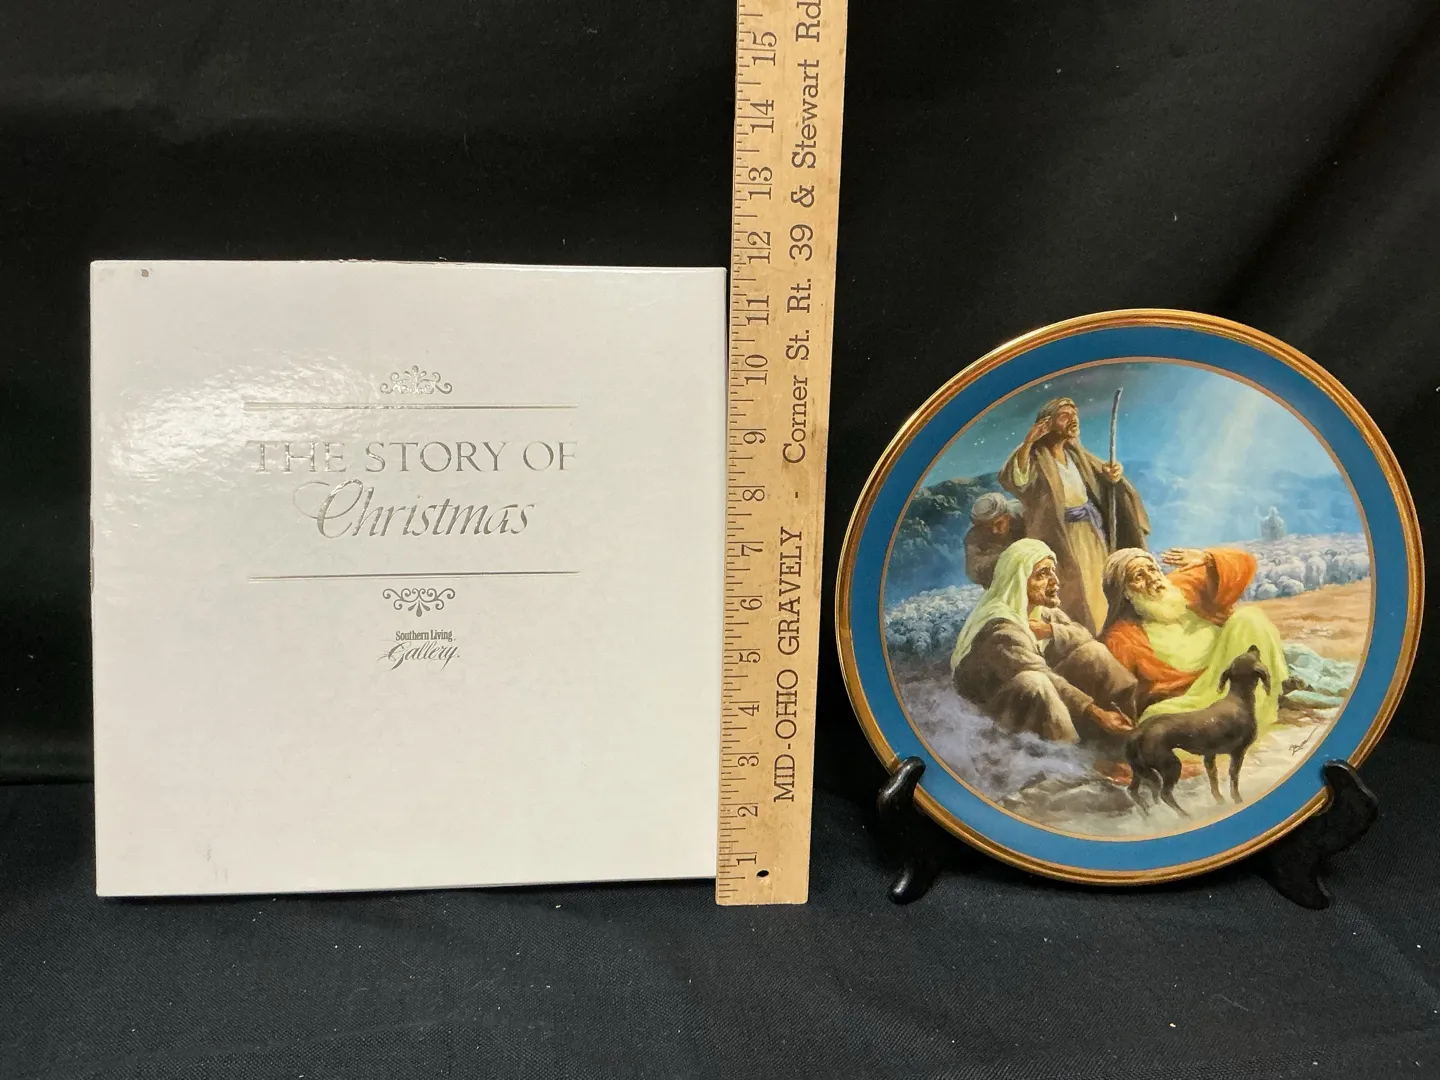 THE STORY OF
Christmas
Southern Living
Gallery.
1 2 3 4 5 6 7 8 9 10 11 12 13 14 15
MID-OHIO GRAVELY - Corner St. Rt. 39 & Stewart Rd